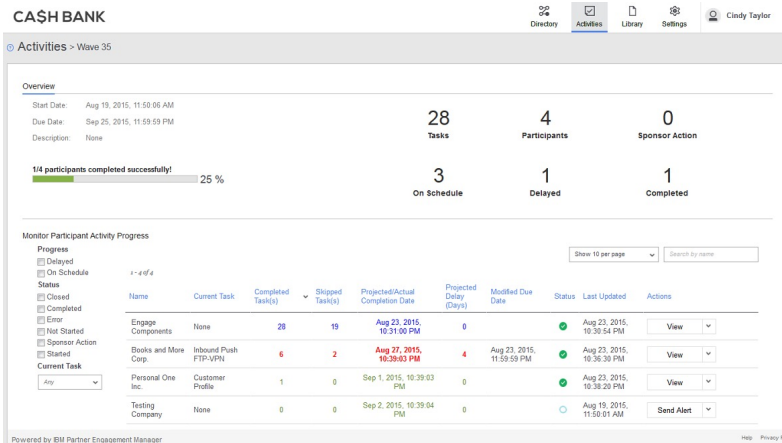 CA$H BANK
Directory
Activities
Library
Settings
Cindy Taylor
Activities > Wave 35
Overview
Start Date: Aug 19, 2015, 11:50:06 AM
Due Date: Sep 25, 2015, 11:59:59 PM
Description: None
28
Tasks
4
Participants
0
Sponsor Action
1/4 participants completed successfully!
25 %
3
On Schedule
1
Delayed
1
Completed
Monitor Participant Activity Progress
Show 10 per page
Search by name
Progress
Delayed
On Schedule
Status
Closed
Completed
Error
Not Started
Sponsor Action
Started
Current Task
Any
1 - 4 of 4
Name Current Task Completed Task(s) Skipped Task(s) Projected/Actual Completion Date Projected Delay (Days) Modified Due Date Status Last Updated Actions
Engage Components None 28 19 Aug 23, 2015, 10:31:00 PM 0 Aug 23, 2015, 10:30:54 PM View
Books and More Corp. Inbound Push FTP-VPN 6 2 Aug 27, 2015, 10:39:03 PM 4 Aug 23, 2015, 11:59:59 PM Aug 23, 2015, 10:36:30 PM View
Personal One Inc. Customer Profile 1 0 Sep 1, 2015, 10:39:03 PM 0 Aug 23, 2015, 10:38:20 PM View
Testing Company None 0 0 Sep 2, 2015, 10:39:04 PM 0 Aug 19, 2015, 11:50:01 AM Send Alert
Powered by IBM Partner Engagement Manager
Help Privacy